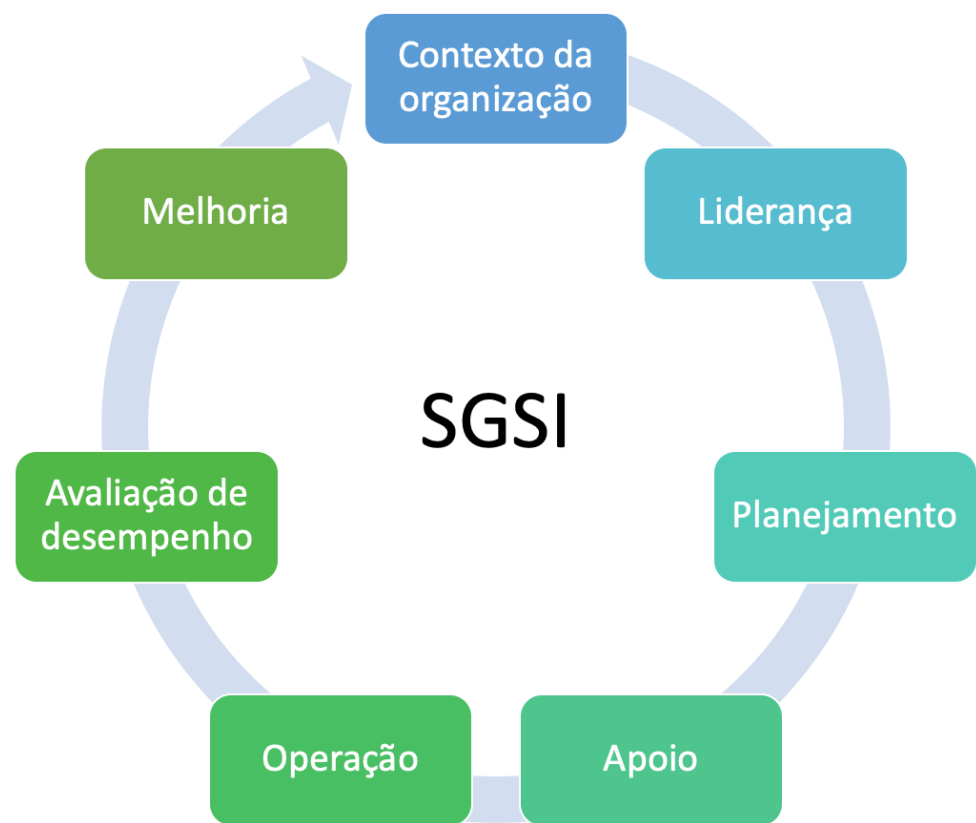 Contexto da
organização
Liderança
Planejamento
Apoio
Operação
Avaliação de
desempenho
Melhoria
SGSI